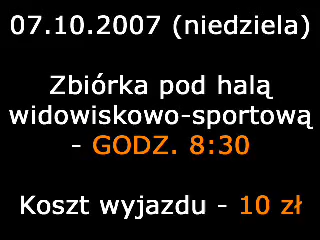 07.10.2007 (niedziela)
Zbiórka pod halą
widowiskowo-sportową
- GODZ. 8:30
Koszt wyjazdu - 10 zł